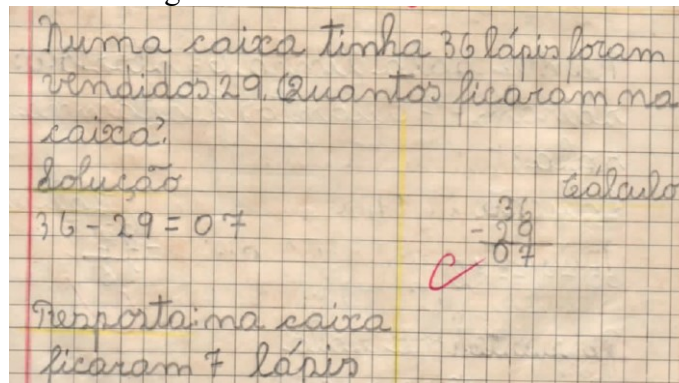 Numa caixa tinha 36 lápis foram
vendidos 29. Quantos ficaram na
caixa?
Solução
Cálculo
36 - 29 = 07
36
- 29
07
C
Resposta: na caixa
ficaram 7 lápis